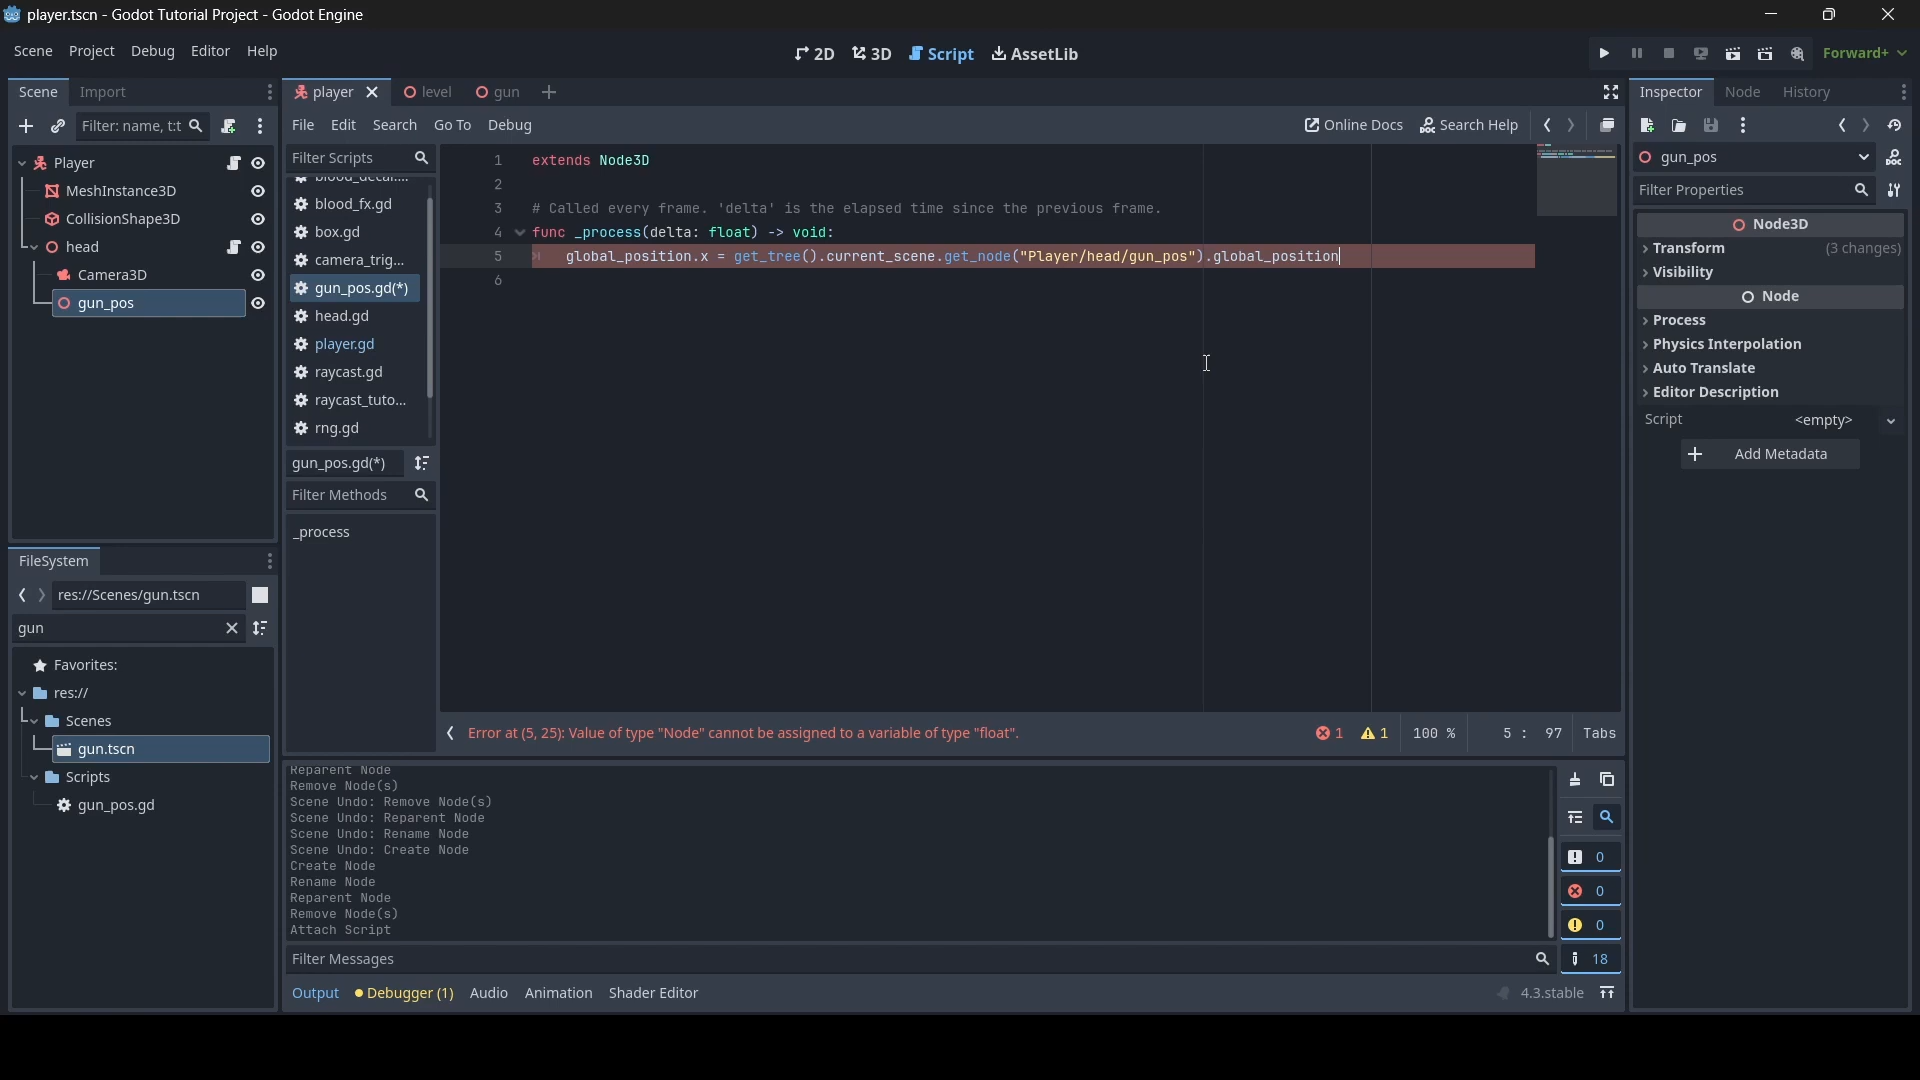 player.tscn - Godot Tutorial Project - Godot Engine
Scene Project Debug Editor Help
2D 3D Script AssetLib
Forward+
Scene Import
Filter: name, t:t
Player
MeshInstance3D
CollisionShape3D
head
Camera3D
gun_pos
FileSystem
res://Scenes/gun.tscn
gun
Favorites:
res://
Scenes
gun.tscn
Scripts
gun_pos.gd
player level gun
File Edit Search Go To Debug
Online Docs Search Help
Filter Scripts
blood_decal....
blood_fx.gd
box.gd
camera_trig...
gun_pos.gd(*)
head.gd
player.gd
raycast.gd
raycast_tuto...
rng.gd
gun_pos.gd(*)
Filter Methods
_process
1 extends Node3D
2
3 # Called every frame. 'delta' is the elapsed time since the previous frame.
4 func _process(delta: float) -> void:
5 global_position.x = get_tree().current_scene.get_node("Player/head/gun_pos").global_position
6
Error at (5, 25): Value of type "Node" cannot be assigned to a variable of type "float".
1 1 100 % 5 : 97 Tabs
Reparent Node
Remove Node(s)
Scene Undo: Remove Node(s)
Scene Undo: Reparent Node
Scene Undo: Rename Node
Scene Undo: Create Node
Create Node
Rename Node
Reparent Node
Remove Node(s)
Attach Script
0
0
0
18
Filter Messages
Output Debugger (1) Audio Animation Shader Editor
4.3.stable
Inspector Node History
gun_pos
Filter Properties
Node3D
Transform (3 changes)
Visibility
Node
Process
Physics Interpolation
Auto Translate
Editor Description
Script <empty>
Add Metadata